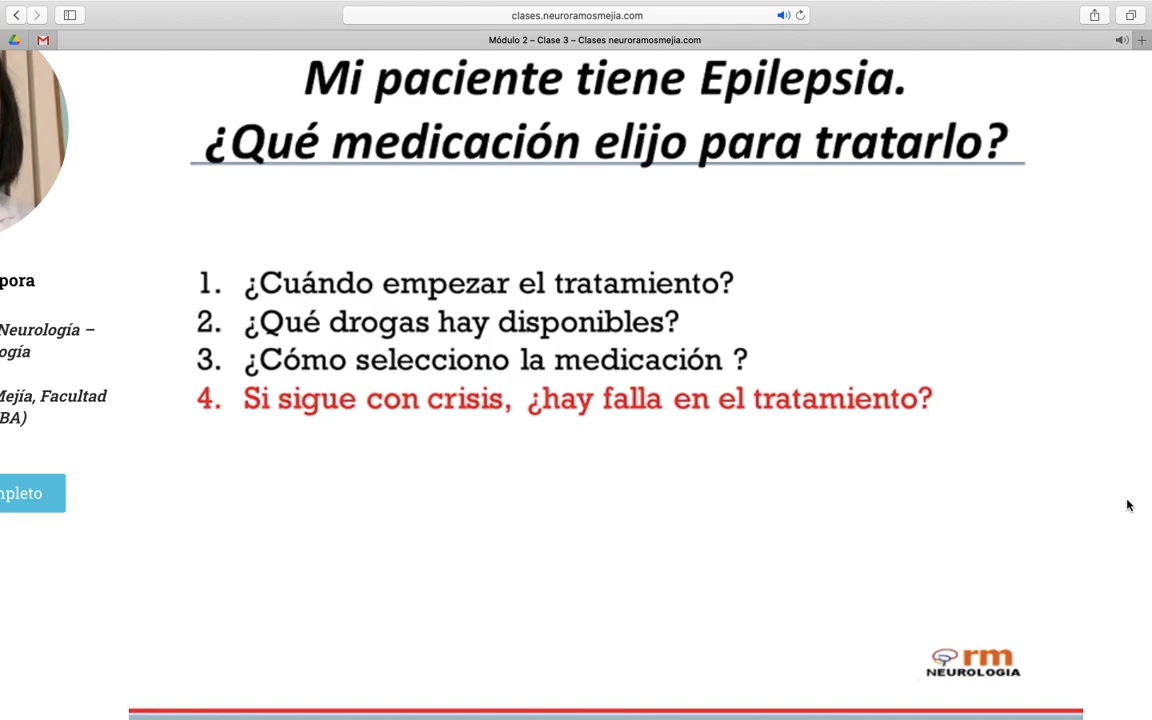 clases.neuroramosmejia.com
Módulo 2 – Clase 3 – Clases neuroramosmejia.com
Mi paciente tiene Epilepsia.
¿Qué medicación elijo para tratarlo?
1. ¿Cuándo empezar el tratamiento?
2. ¿Qué drogas hay disponibles?
3. ¿Cómo selecciono la medicación ?
4. Si sigue con crisis, ¿hay falla en el tratamiento?
pora
Neurología –
ogía
Mejía, Facultad
BA)
mpleto
rm
NEUROLOGIA